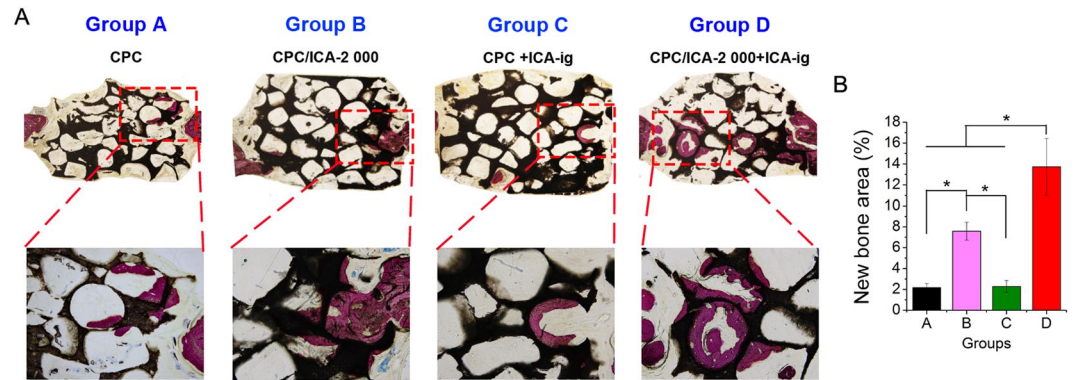 A
Group A
Group B
Group C
Group D
CPC
CPC/ICA-2 000
CPC +ICA-ig
CPC/ICA-2 000+ICA-ig
B
New bone area (%)
18
16
14
12
10
8
6
4
2
0
*
*
*
A B C D
Groups